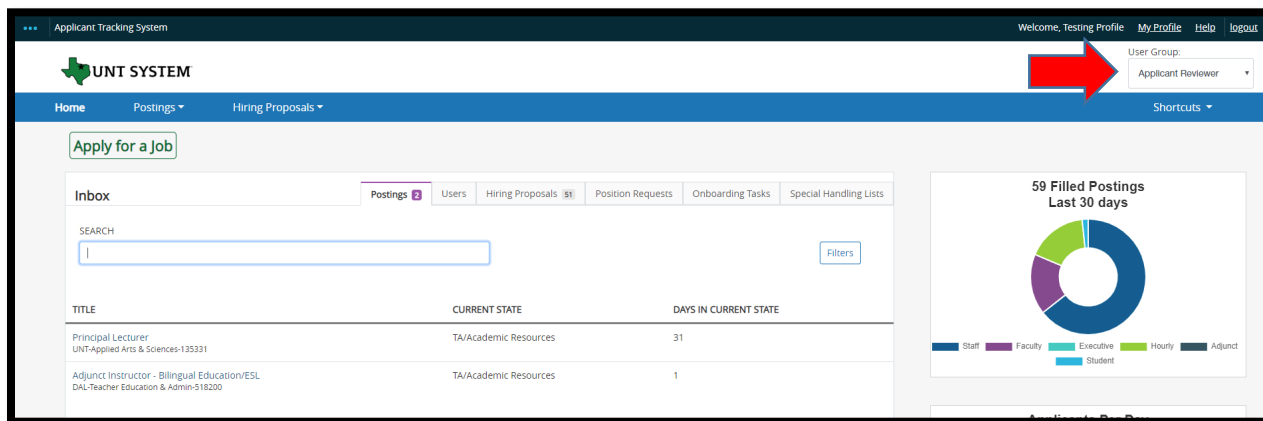 ••• Applicant Tracking System Welcome, Testing Profile My Profile Help logout
User Group:
UNT SYSTEM Applicant Reviewer
Home Postings Hiring Proposals Shortcuts
Apply for a Job
Inbox Postings 2 Users Hiring Proposals 51 Position Requests Onboarding Tasks Special Handling Lists
SEARCH
Filters
TITLE CURRENT STATE DAYS IN CURRENT STATE
Principal Lecturer TA/Academic Resources 31
UNT-Applied Arts & Sciences-135331
Adjunct Instructor - Bilingual Education/ESL TA/Academic Resources 1
DAL-Teacher Education & Admin-518200
59 Filled Postings
Last 30 days
Staff Faculty Executive Hourly Adjunct
Student
Applicants Per Day